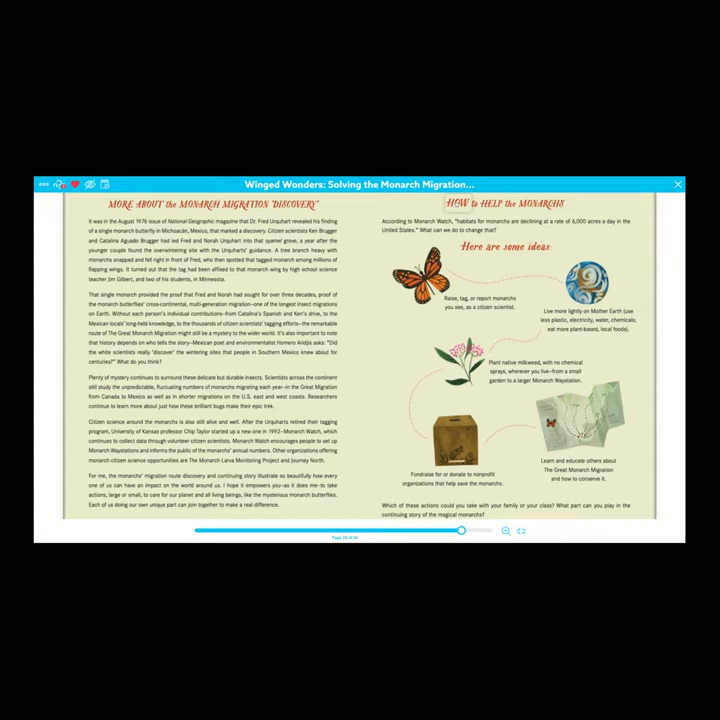 Winged Wonders: Solving the Monarch Migration...
MORE ABOUT the MONARCH MIGRATION "DISCOVERY"
It was in the August 1976 issue of National Geographic magazine that Dr. Fred Urquhart revealed his finding
of a single monarch butterfly in Michoacán, Mexico, that marked a discovery. Citizen scientists Ken Brugger
and Catalina Aguado Brugger had led Fred and Norah Urquhart into that oyamel grove, a year after the
younger couple found the overwintering site with the Urquharts' guidance. A tree branch heavy with
monarchs snapped and fell right in front of Fred, who then spotted that tagged monarch among millions of
flapping wings. It turned out that the tag had been affixed to that monarch wing by high school science
teacher Jim Gilbert, and two of his students, in Minnesota.
That single monarch provided the proof that Fred and Norah had sought for over three decades, proof of
the monarch butterflies' cross-continental, multi-generation migration—one of the longest insect migrations
on Earth. Without each person's individual contributions—from Catalina's Spanish and Ken's drive, to the
Mexican locals' long-held knowledge, to the thousands of citizen scientists' tagging efforts—the remarkable
route of The Great Monarch Migration might still be a mystery to the wider world. It's also important to note
that history depends on who tells the story—Mexican poet and environmentalist Homero Aridjis asks: "Did
the white scientists really 'discover' the wintering sites that people in Southern Mexico knew about for
centuries?" What do you think?
Plenty of mystery continues to surround these delicate but durable insects. Scientists across the continent
still study the unpredictable, fluctuating numbers of monarchs migrating each year—in the Great Migration
from Canada to Mexico as well as in shorter migrations on the U.S. east and west coasts. Researchers
continue to learn more about just how these brilliant bugs make their epic trek.
Citizen science around the monarch is also still alive and well. After the Urquharts retired their tagging
program, University of Kansas professor Chip Taylor started up a new one in 1992—Monarch Watch, which
continues to collect data through volunteer citizen scientists. Monarch Watch encourages people to set up
Monarch Waystations and informs the public of the monarchs' annual numbers. Other organizations offering
monarch citizen science opportunities are The Monarch Larva Monitoring Project and Journey North.
For me, the monarchs' migration route discovery and continuing story illustrate so beautifully how every
one of us can have an impact on the world around us. I hope it empowers you—as it does me—to take
actions, large or small, to care for our planet and all living beings, like the mysterious monarch butterflies.
Each of us doing our own unique part can join together to make a real difference.
HOW to HELP the MONARCHS
According to Monarch Watch, "habitats for monarchs are declining at a rate of 6,000 acres a day in the
United States." What can we do to change that?
Here are some ideas:
Raise, tag, or report monarchs
you see, as a citizen scientist.
Live more lightly on Mother Earth (use
less plastic, electricity, water, chemicals;
eat more plant-based, local foods).
Plant native milkweed, with no chemical
sprays, wherever you live—from a small
garden to a larger Monarch Waystation.
Fundraise for or donate to nonprofit
organizations that help save the monarchs.
Learn and educate others about
The Great Monarch Migration
and how to conserve it.
Which of these actions could you take with your family or your class? What part can you play in the
continuing story of the magical monarchs?